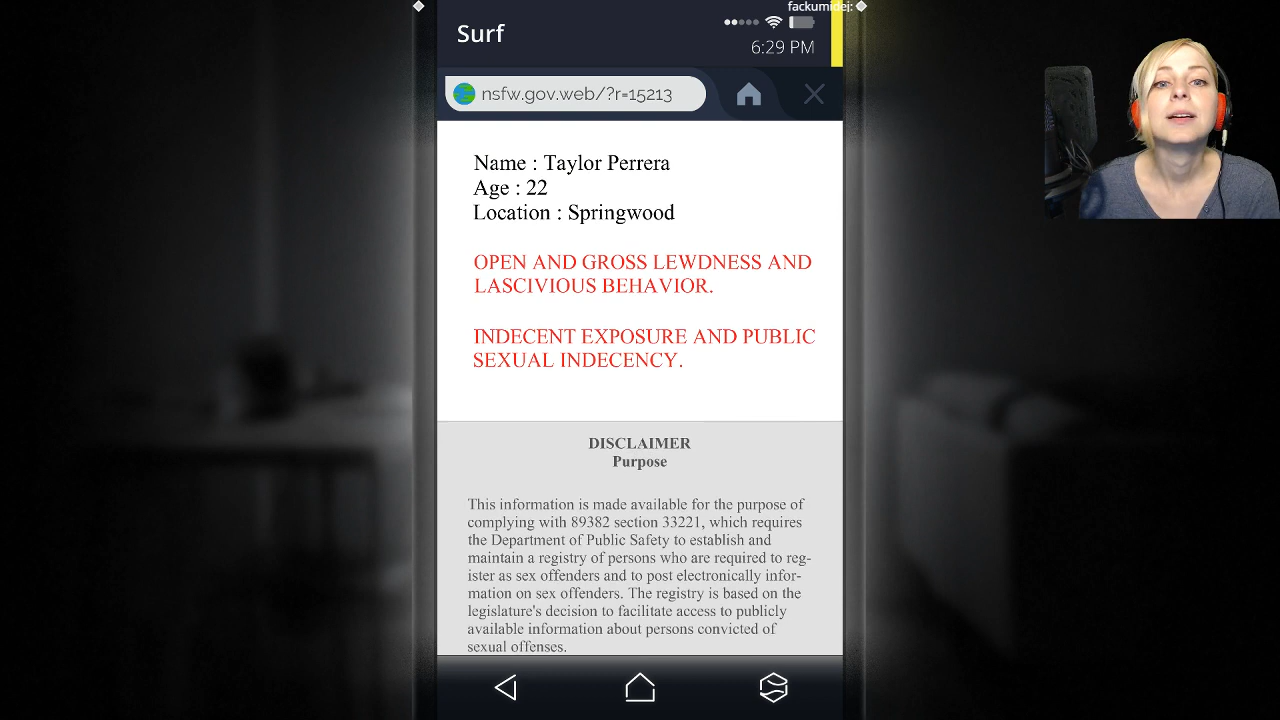 fackumidej:
Surf
6:29 PM
nsfw.gov.web/?r=15213
Name : Taylor Perrera
Age : 22
Location : Springwood
OPEN AND GROSS LEWDNESS AND
LASCIVIOUS BEHAVIOR.
INDECENT EXPOSURE AND PUBLIC
SEXUAL INDECENCY.
DISCLAIMER
Purpose
This information is made available for the purpose of
complying with 89382 section 33221, which requires
the Department of Public Safety to establish and
maintain a registry of persons who are required to reg-
ister as sex offenders and to post electronically infor-
mation on sex offenders. The registry is based on the
legislature's decision to facilitate access to publicly
available information about persons convicted of
sexual offenses.